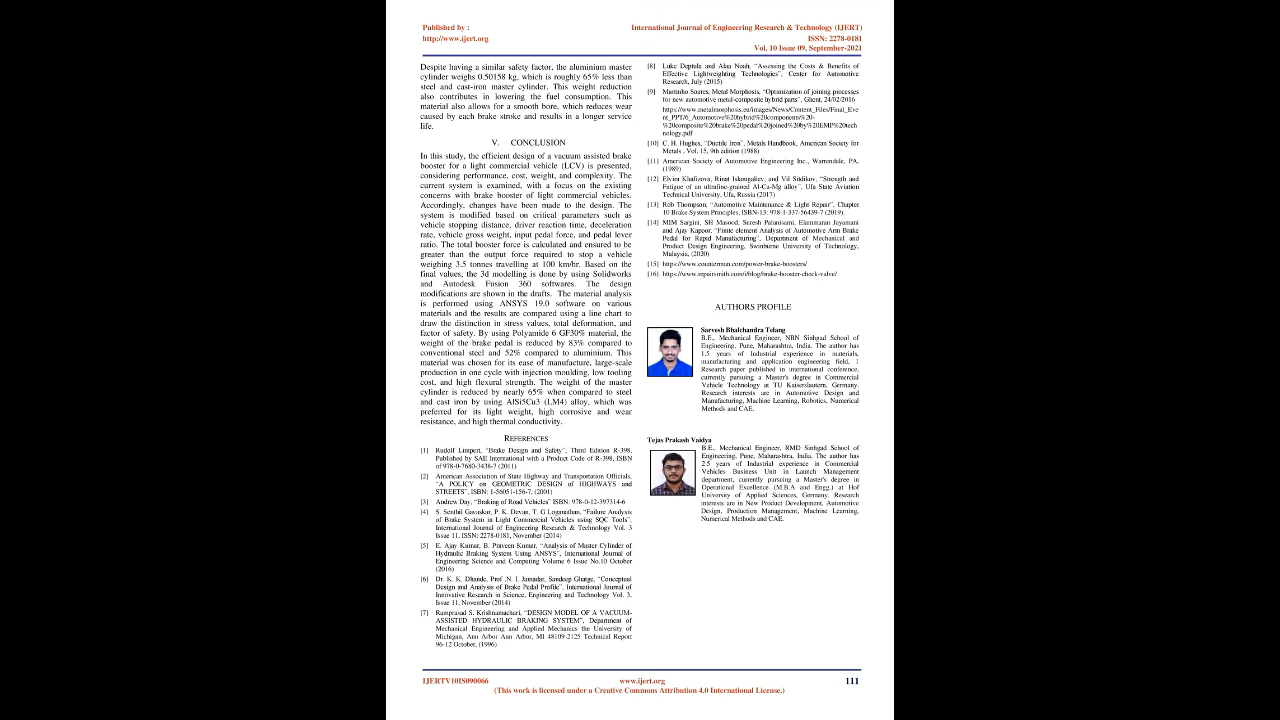 Published by :
http://www.ijert.org
International Journal of Engineering Research & Technology (IJERT)
ISSN: 2278-0181
Vol. 10 Issue 09, September-2021
Despite having a similar safety factor, the aluminium master
cylinder weighs 0.50158 kg, which is roughly 65% less than
steel and cast-iron master cylinder. This weight reduction
also contributes in lowering the fuel consumption. This
material also allows for a smooth bore, which reduces wear
caused by each brake stroke and results in a longer service
life.
V. CONCLUSION
In this study, the efficient design of a vacuum assisted brake
booster for a light commercial vehicle (LCV) is presented,
considering performance, cost, weight, and complexity. The
current system is examined, with a focus on the existing
concerns with brake booster of light commercial vehicles.
Accordingly, changes have been made to the design. The
system is modified based on critical parameters such as
vehicle stopping distance, driver reaction time, deceleration
rate, vehicle gross weight, input pedal force, and pedal lever
ratio. The total booster force is calculated and ensured to be
greater than the output force required to stop a vehicle
weighing 3.5 tonnes travelling at 100 km/hr. Based on the
final values, the 3d modelling is done by using Solidworks
and Autodesk Fusion 360 softwares. The design
modifications are shown in the drafts. The material analysis
is performed using ANSYS 19.0 software on various
materials and the results are compared using a line chart to
draw the distinction in stress values, total deformation, and
factor of safety. By using Polyamide 6 GF30% material, the
weight of the brake pedal is reduced by 83% compared to
conventional steel and 52% compared to aluminium. This
material was chosen for its ease of manufacture, large-scale
production in one cycle with injection moulding, low tooling
cost, and high flexural strength. The weight of the master
cylinder is reduced by nearly 65% when compared to steel
and cast iron by using AlSi5Cu3 (LM4) alloy, which was
preferred for its light weight, high corrosive and wear
resistance, and high thermal conductivity.
REFERENCES
[1] Rudolf Limpert, "Brake Design and Safety", Third Edition R-398,
Published by SAE International with a Product Code of R-398, ISBN
of 978-0-7680-3438-7 (2011)
[2] American Association of State Highway and Transportation Officials,
"A POLICY on GEOMETRIC DESIGN of HIGHWAYS and
STREETS", ISBN: 1-56051-156-7, (2001)
[3] Andrew Day, "Braking of Road Vehicles" ISBN: 978-0-12-397314-6
[4] S. Senthil Gavaskar, P. K. Devan, T. G Loganathan, "Failure Analysis
of Brake System in Light Commercial Vehicles using SQC Tools",
International Journal of Engineering Research & Technology Vol. 3
Issue 11, ISSN: 2278-0181, November (2014)
[5] E. Ajay Kumar, B. Praveen Kumar, "Analysis of Master Cylinder of
Hydraulic Braking System Using ANSYS", International Journal of
Engineering Science and Computing Volume 6 Issue No.10 October
(2016)
[6] Dr. K. K. Dhande, Prof .N. I. Jamadar, Sandeep Ghatge, "Conceptual
Design and Analysis of Brake Pedal Profile", International Journal of
Innovative Research in Science, Engineering and Technology Vol. 3,
Issue 11, November (2014)
[7] Ramprasad S. Krishnamachari, "DESIGN MODEL OF A VACUUM-
ASSISTED HYDRAULIC BRAKING SYSTEM", Department of
Mechanical Engineering and Applied Mechanics the University of
Michigan, Ann Arbor Ann Arbor, MI 48109-2125 Technical Report
96-12 October, (1996)
[8] Luke Deptula and Alaa Noah, "Assessing the Costs & Benefits of
Effective Lightweighting Technologies", Center for Automotive
Research, July (2015)
[9] Martinho Soares, Metal Morphosis, "Optimization of joining processes
for new automotive metal-composite hybrid parts", Ghent, 24/02/2016
https://www.metalmorphosis.eu/images/News/Content_Files/Final_Eve
nt_PPT/6_Automotive%20hybrid%20components%20-
%20composite%20brake%20pedal%20joined%20by%20EMP%20tech
nology.pdf
[10] C. H. Hughes, "Ductile Iron", Metals Handbook, American Society for
Metals , Vol. 15, 9th edition (1988)
[11] American Society of Automotive Engineering Inc., Warrendale, PA,
(1989)
[12] Elvira Khafizova, Rinat Islamgaliev, and Vil Sitdikov, "Strength and
Fatigue of an ultrafine-grained Al-Cu-Mg alloy", Ufa State Aviation
Technical University, Ufa, Russia (2017)
[13] Rob Thompson, "Automotive Maintenance & Light Repair", Chapter
10 Brake System Principles, ISBN-13: 978-1-337-56439-7 (2019).
[14] MIM Sargini, SH Masood, Suresh Palanisami, Elammaran Jayamani
and Ajay Kapoor, "Finite element Analysis of Automotive Arm Brake
Pedal for Rapid Manufacturing", Department of Mechanical and
Product Design Engineering, Swinburne University of Technology,
Malaysia, (2020)
[15] https://www.counterman.com/power-brake-boosters/
[16] https://www.repairsmith.com/i/blog/brake-booster-check-valve/
AUTHORS PROFILE
Sarvesh Bhalchandra Telang
B.E., Mechanical Engineer, NBN Sinhgad School of
Engineering, Pune, Maharashtra, India. The author has
1.5 years of Industrial experience in materials,
manufacturing and application engineering field, 1
Research paper published in international conference,
currently pursuing a Master's degree in Commercial
Vehicle Technology at TU Kaiserslautern, Germany.
Research interests are in Automotive Design and
Manufacturing, Machine Learning, Robotics, Numerical
Methods and CAE.
Tejas Prakash Vaidya
B.E., Mechanical Engineer, RMD Sinhgad School of
Engineering, Pune, Maharashtra, India. The author has
2.5 years of Industrial experience in Commercial
Vehicles Business Unit in Launch Management
department, currently pursuing a Master's degree in
Operational Excellence (M.B.A and Engg.) at Hof
University of Applied Sciences, Germany. Research
interests are in New Product Development, Automotive
Design, Production Management, Machine Learning,
Numerical Methods and CAE.
IJERTV10IS090066
www.ijert.org
111
(This work is licensed under a Creative Commons Attribution 4.0 International License.)